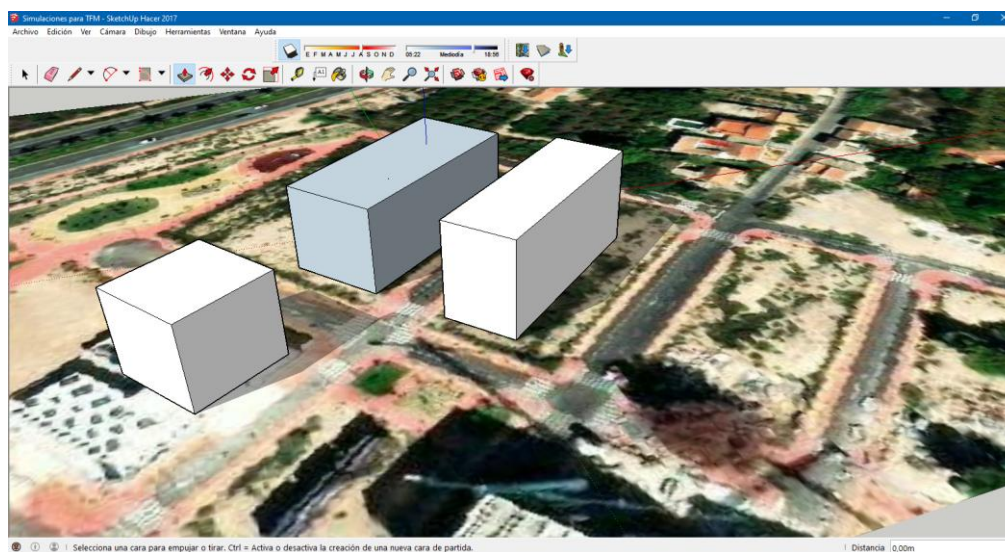 Simulaciones para TFM - SketchUp Hacer 2017
Archivo Edición Ver Cámara Dibujo Herramientas Ventana Ayuda
E F M A M J J A S O N D 05:22 Mediodía 18:56
A1
Selecciona una cara para empujar o tirar. Ctrl = Activa o desactiva la creación de una nueva cara de partida.
Distancia 0,00m